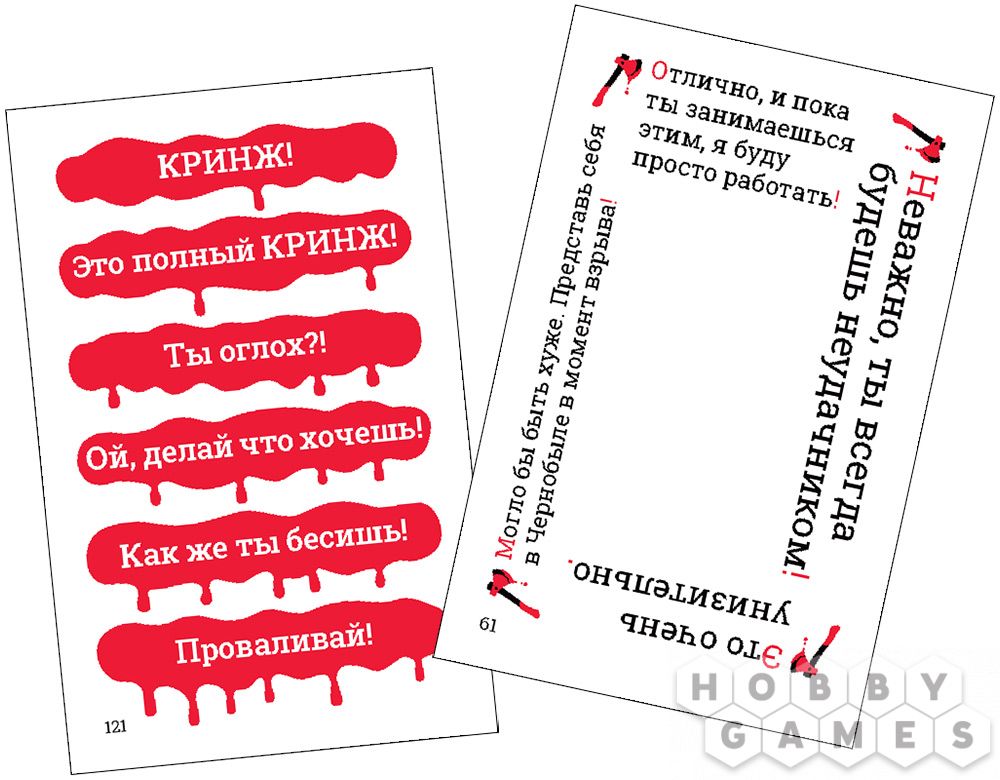 КРИНЖ!
Это полный КРИНЖ!
Ты оглох?!
Ой, делай что хочешь!
Как же ты бесишь!
Проваливай!
121
Отлично, и пока
ты занимаешься
этим, я буду
просто работать!
Неважно, ты всегда
будешь неудачником!
Это очень
унизительно.
Могло бы быть хуже. Представь себя
в Чернобыле в момент взрыва!
61
HOBBY
GAMES